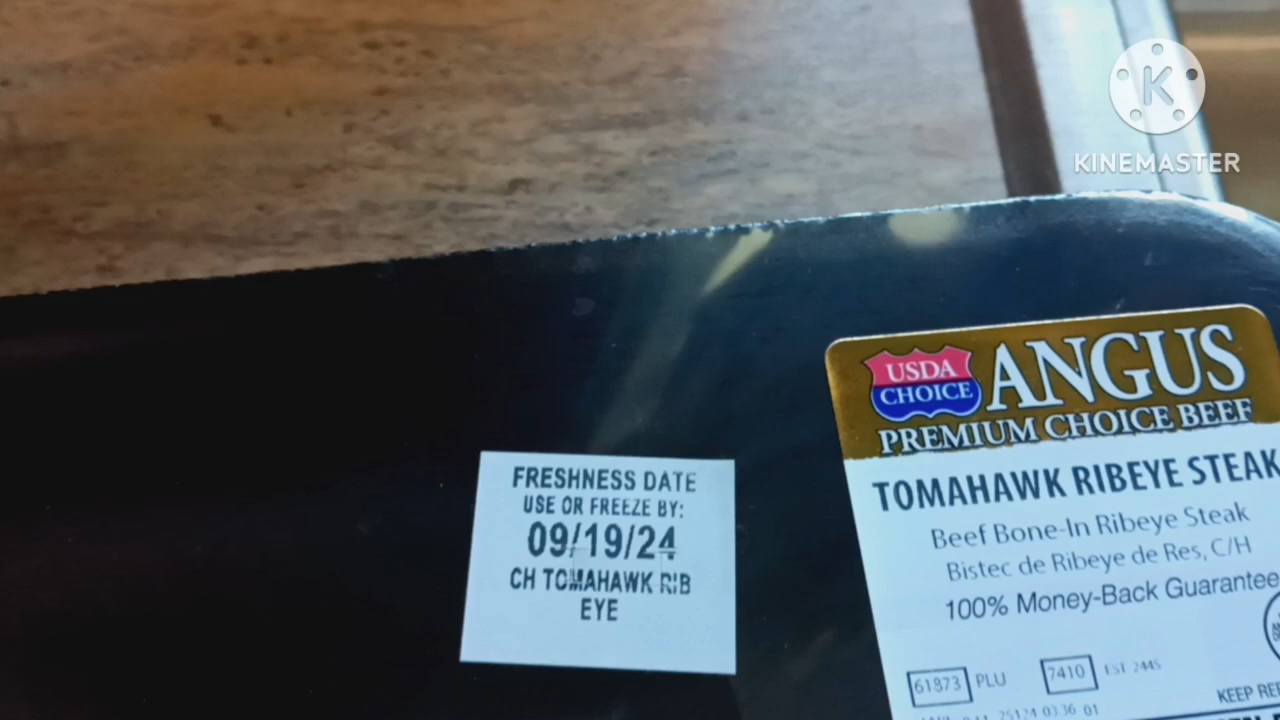 K
KINEMASTER
USDA
CHOICE
ANGUS
PREMIUM CHOICE BEEF
TOMAHAWK RIBEYE STEAK
Beef Bone-In Ribeye Steak
Bistec de Ribeye de Res, C/H
100% Money-Back Guarantee
61873 PLU 7410 EST. 2445
KEEP
FRESHNESS DATE
USE OR FREEZE BY:
09/19/24
CH TOMAHAWK RIB
EYE